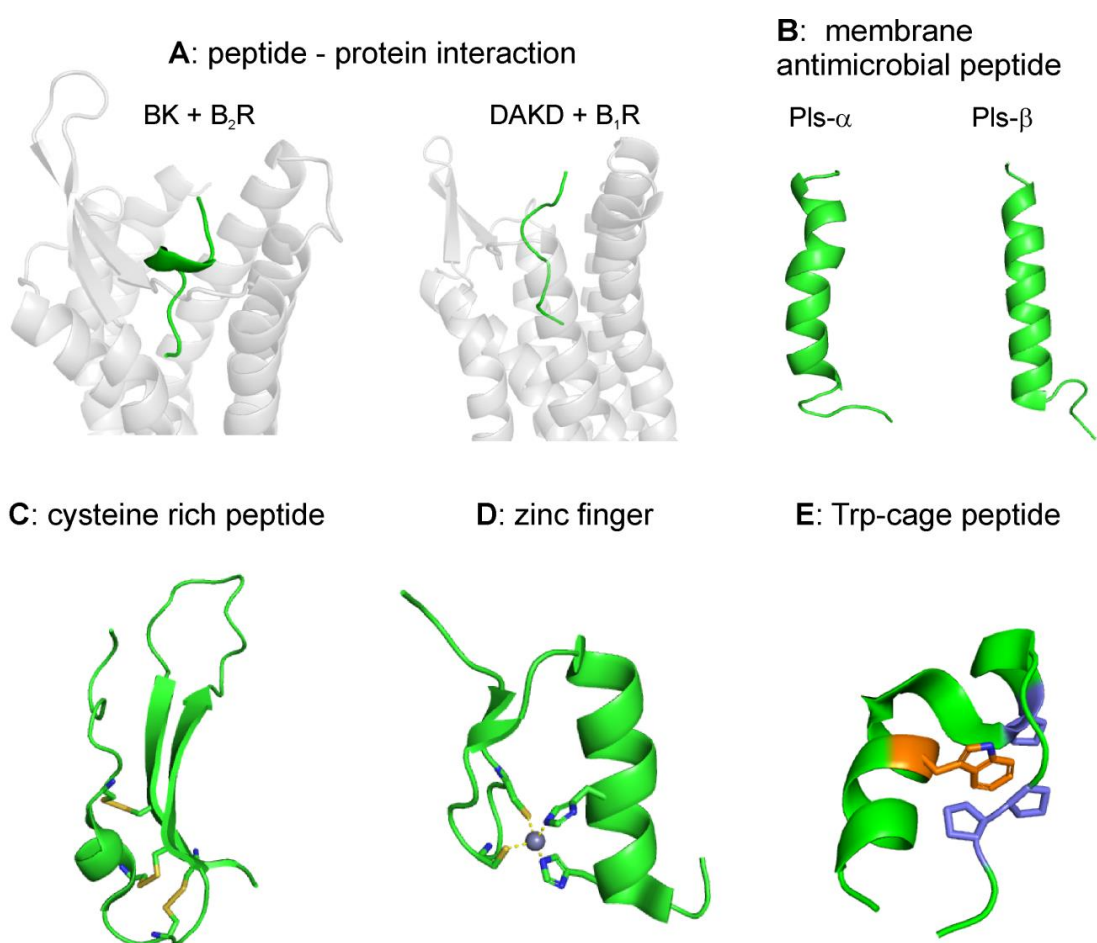 A: peptide - protein interaction
BK + B₂R
DAKD + B₁R
B: membrane
antimicrobial peptide
Pls-α
Pls-β
C: cysteine rich peptide
D: zinc finger
E: Trp-cage peptide